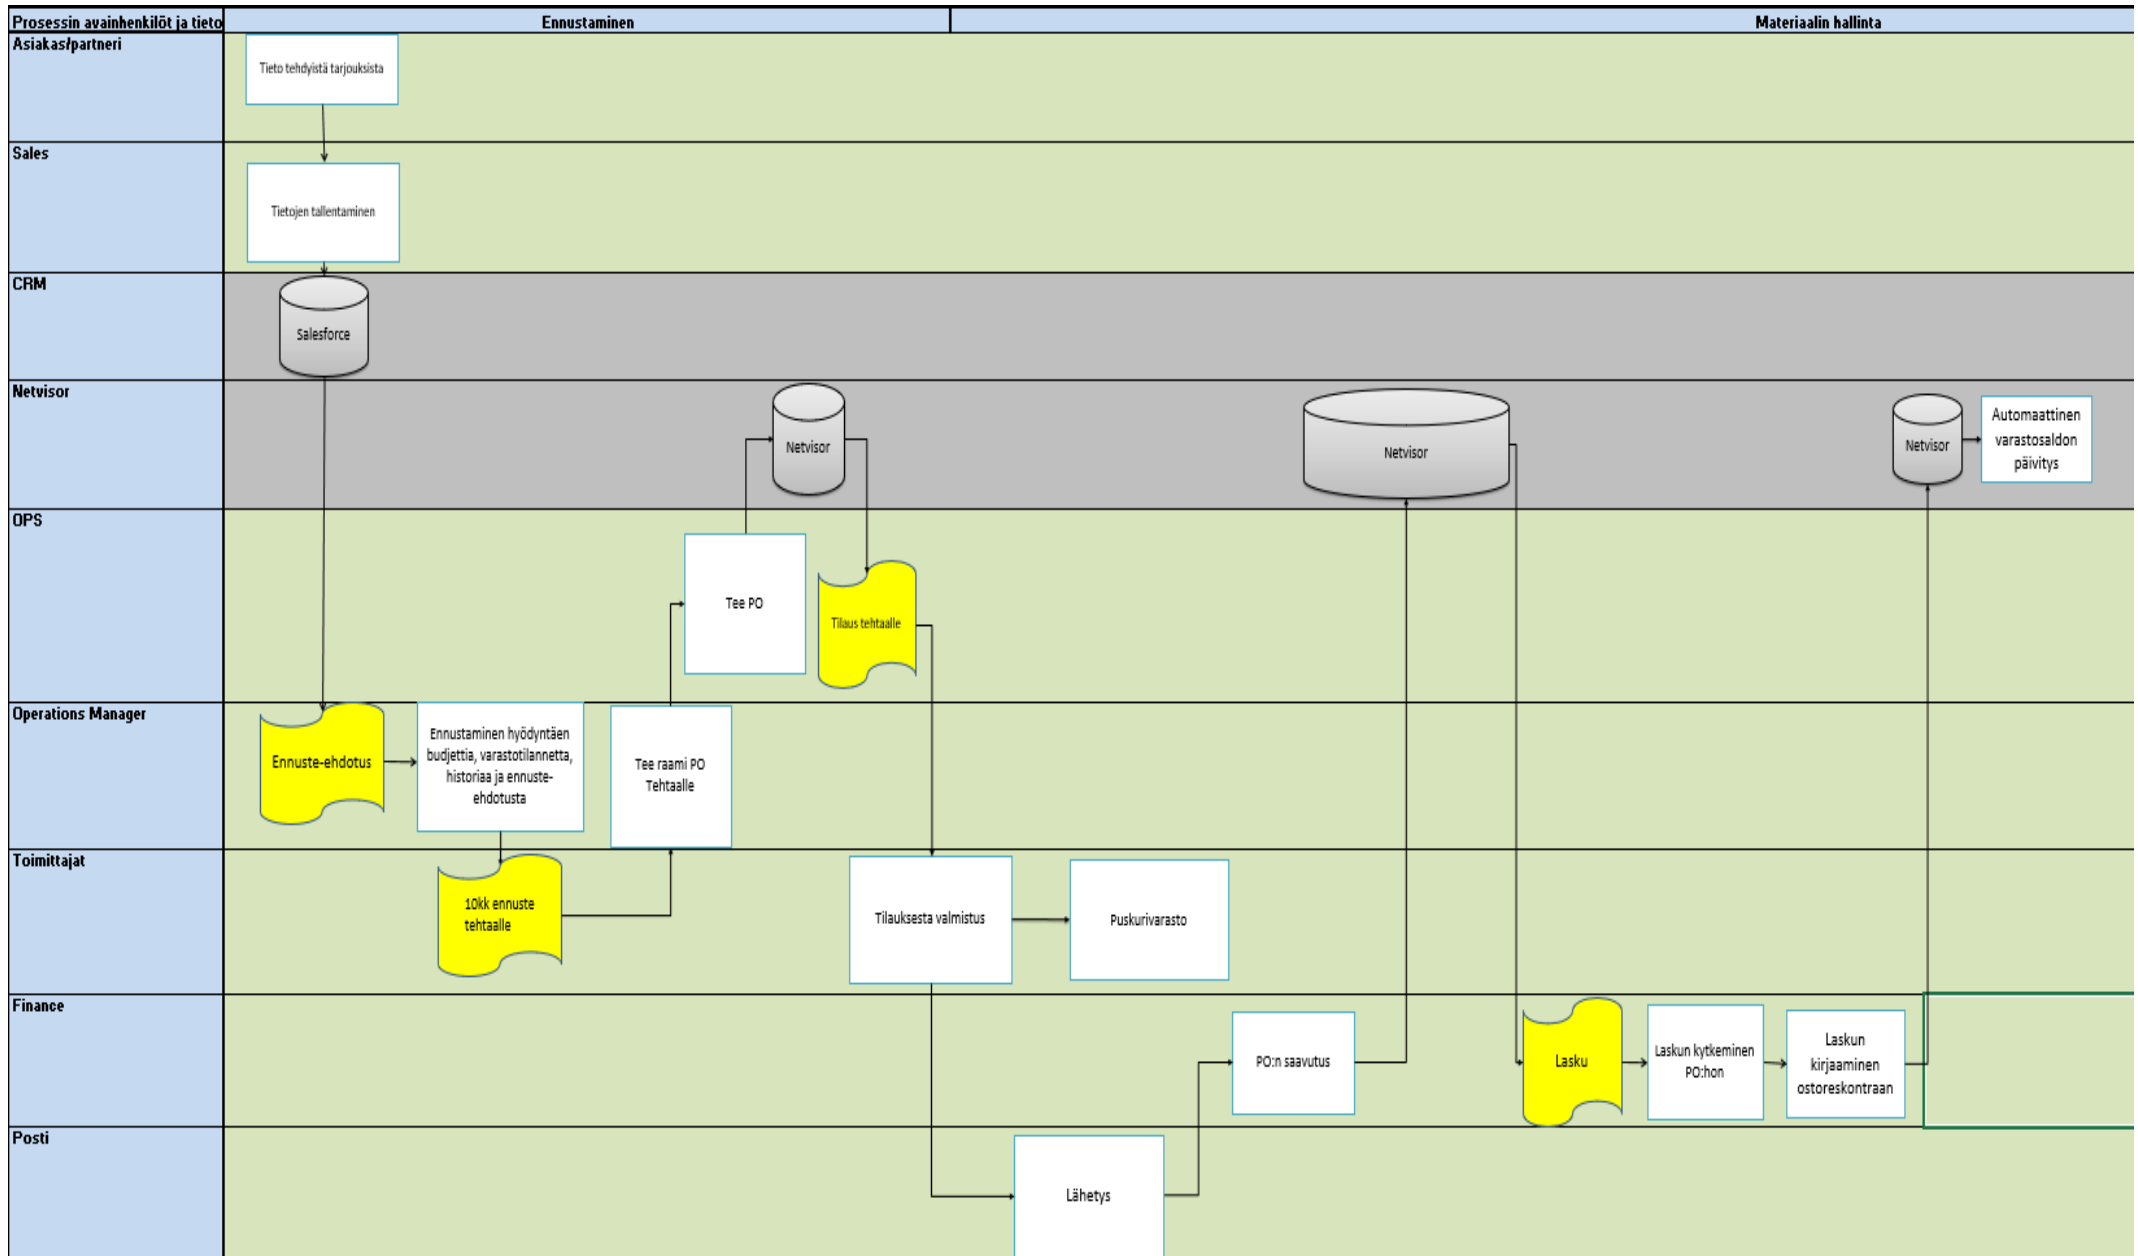 Prosessin avainhenkilöt ja tieto
Ennustaminen
Materiaalin hallinta
Asiakas/partneri
Tieto tehdyistä tarjouksista
Sales
Tietojen tallentaminen
CRM
Salesforce
Netvisor
Netvisor
Netvisor
Netvisor
Automaattinen
varastosaldon
päivitys
OPS
Tee PO
Tilaus tehtaalle
Operations Manager
Ennuste-ehdotus
Ennustaminen hyödyntäen
budjettia, varastotilannetta,
historiaa ja ennuste-
ehdotusta
Tee raami PO
Tehtaalle
Toimittajat
10kk ennuste
tehtaalle
Tilauksesta valmistus
Puskurivarasto
Finance
PO:n saavutus
Lasku
Laskun kytkeminen
PO:hon
Laskun
kirjaaminen
ostoreskontraan
Posti
Lähetys